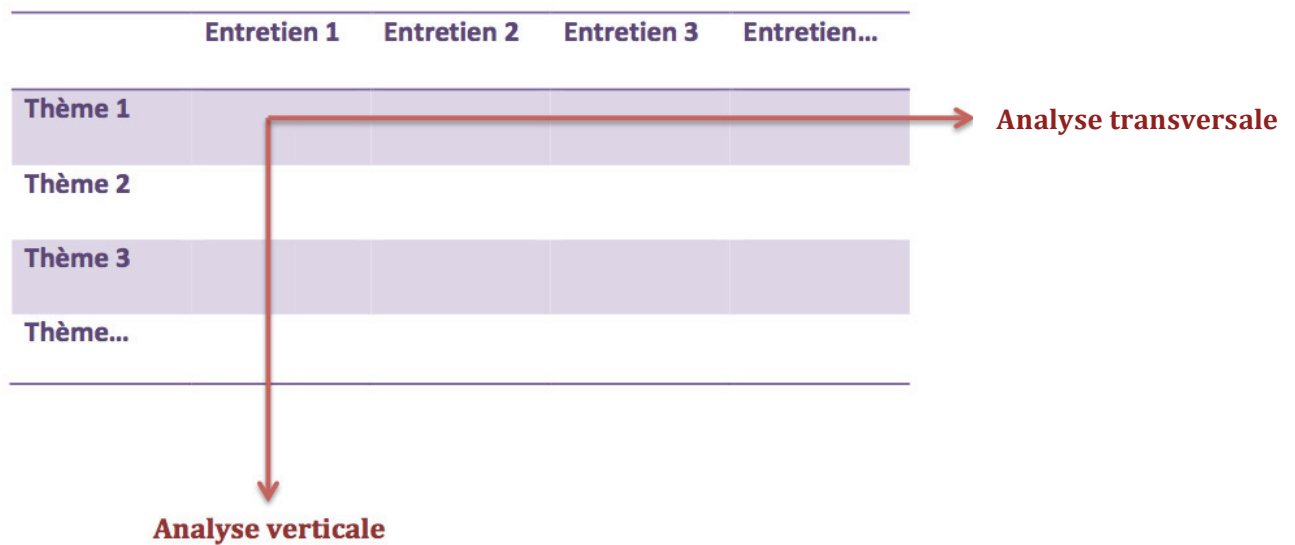 Entretien 1 Entretien 2 Entretien 3 Entretien...
Thème 1
Analyse transversale
Thème 2
Thème 3
Thème...
Analyse verticale